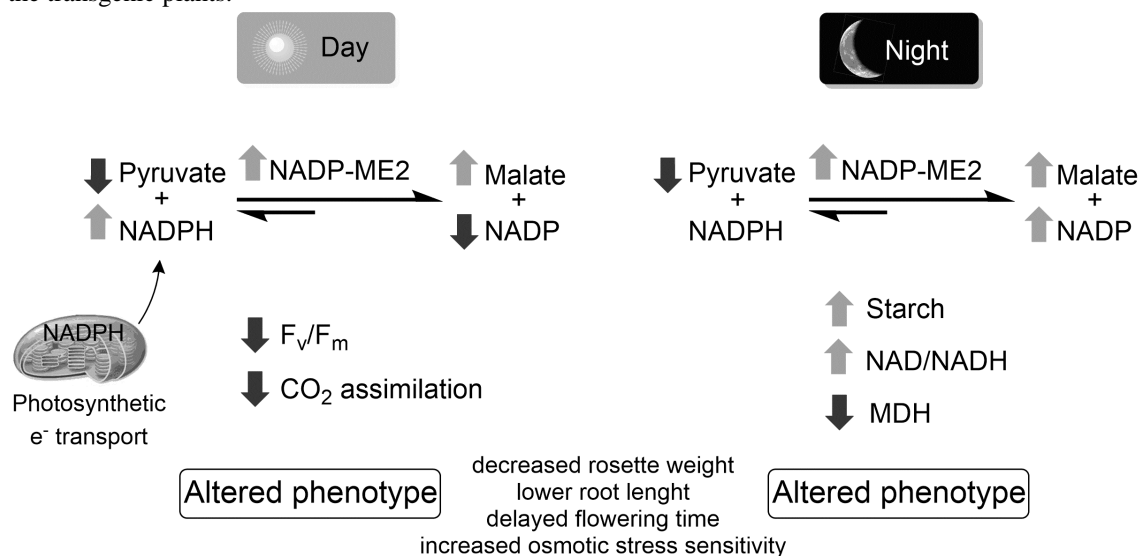 the transgenic plants.
Day
Night
Pyruvate
+
NADPH
NADP-ME2
Malate
+
NADP
Pyruvate
+
NADPH
NADP-ME2
Malate
+
NADP
NADPH
Photosynthetic
e- transport
Fv/Fm
CO2 assimilation
Starch
NAD/NADH
MDH
Altered phenotype
decreased rosette weight
lower root lenght
delayed flowering time
increased osmotic stress sensitivity
Altered phenotype